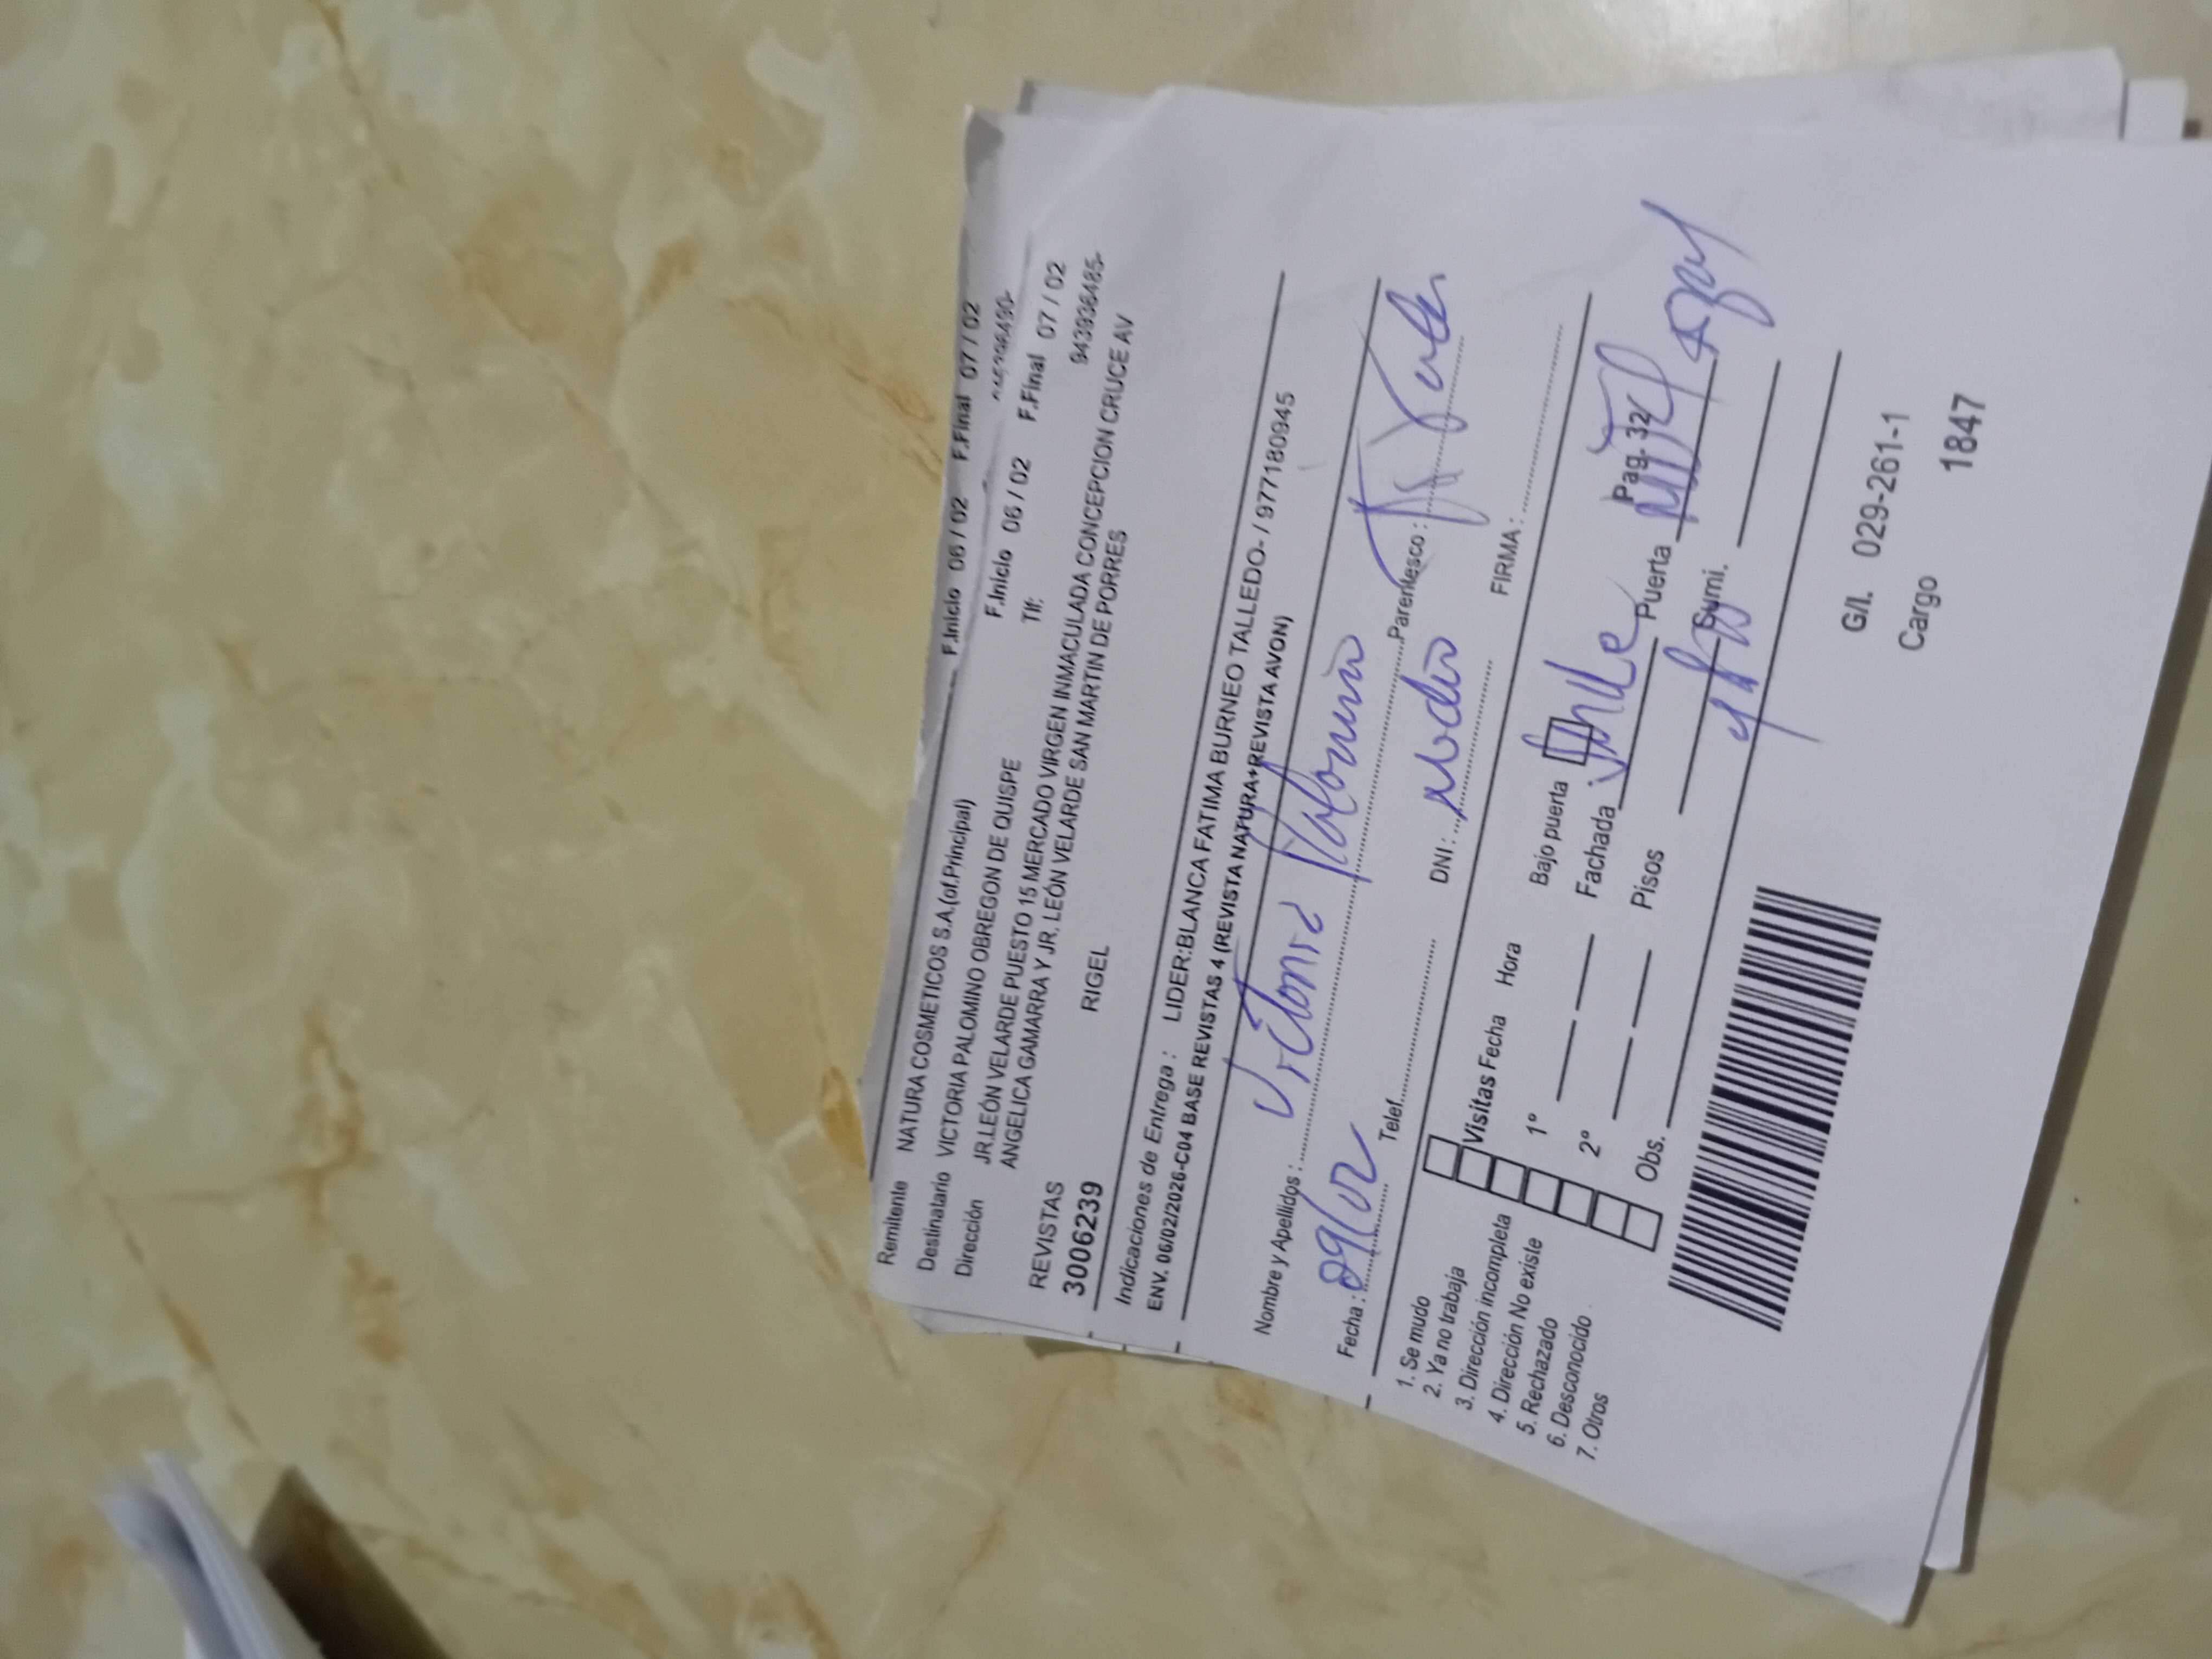 F.Inicio 06 / 02 F.Final 07 / 02
Remitente NATURA COSMETICOS S.A.(of.Principal)
Destinatario VICTORIA PALOMINO OBREGON DE QUISPE F.Inicio 06 / 02 F.Final 07 / 02
Dirección JR.LEÓN VELARDE PUESTO 15 MERCADO VIRGEN INMACULADA CONCEPCION CRUCE AV
ANGELICA GAMARRA Y JR. LEÓN VELARDE SAN MARTIN DE PORRES
Tlf: 943936485-
REVISTAS
3006239 RIGEL
Indicaciones de Entrega : LIDER:BLANCA FATIMA BURNEO TALLEDO- / 977180945
ENV. 06/02/2026-C04 BASE REVISTAS 4 (REVISTA NATURA+REVISTA AVON)
Nombre y Apellidos : Victoria Palomino
Fecha : 09/02 Telef. Parentesco :
DNI : FIRMA :
1. Se mudo
2. Ya no trabaja
3. Dirección incompleta
4. Dirección No existe
5. Rechazado
6. Desconocido
7. Otros
Visitas Fecha Hora
1°
2°
Obs.
Bajo puerta Pag- 32
Fachada Puerta
Pisos Sumi.
G/I. 029-261-1
Cargo 1847